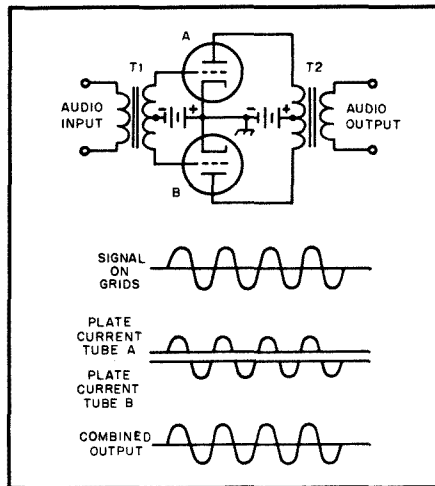 A
T1
T2
- +
- +
AUDIO
INPUT
AUDIO
OUTPUT
B
SIGNAL
ON
GRIDS
PLATE
CURRENT
TUBE A
PLATE
CURRENT
TUBE B
COMBINED
OUTPUT